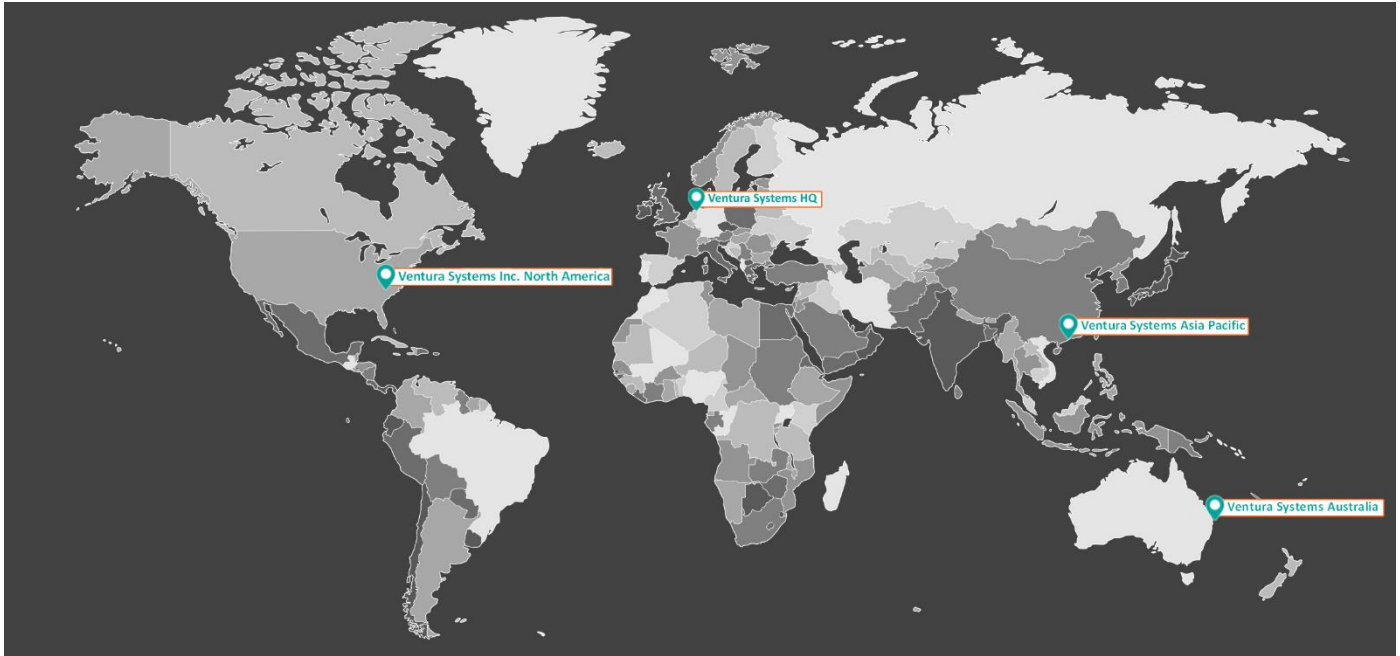 Ventura Systems HQ
Ventura Systems Inc. North America
Ventura Systems Asia Pacific
Ventura Systems Australia